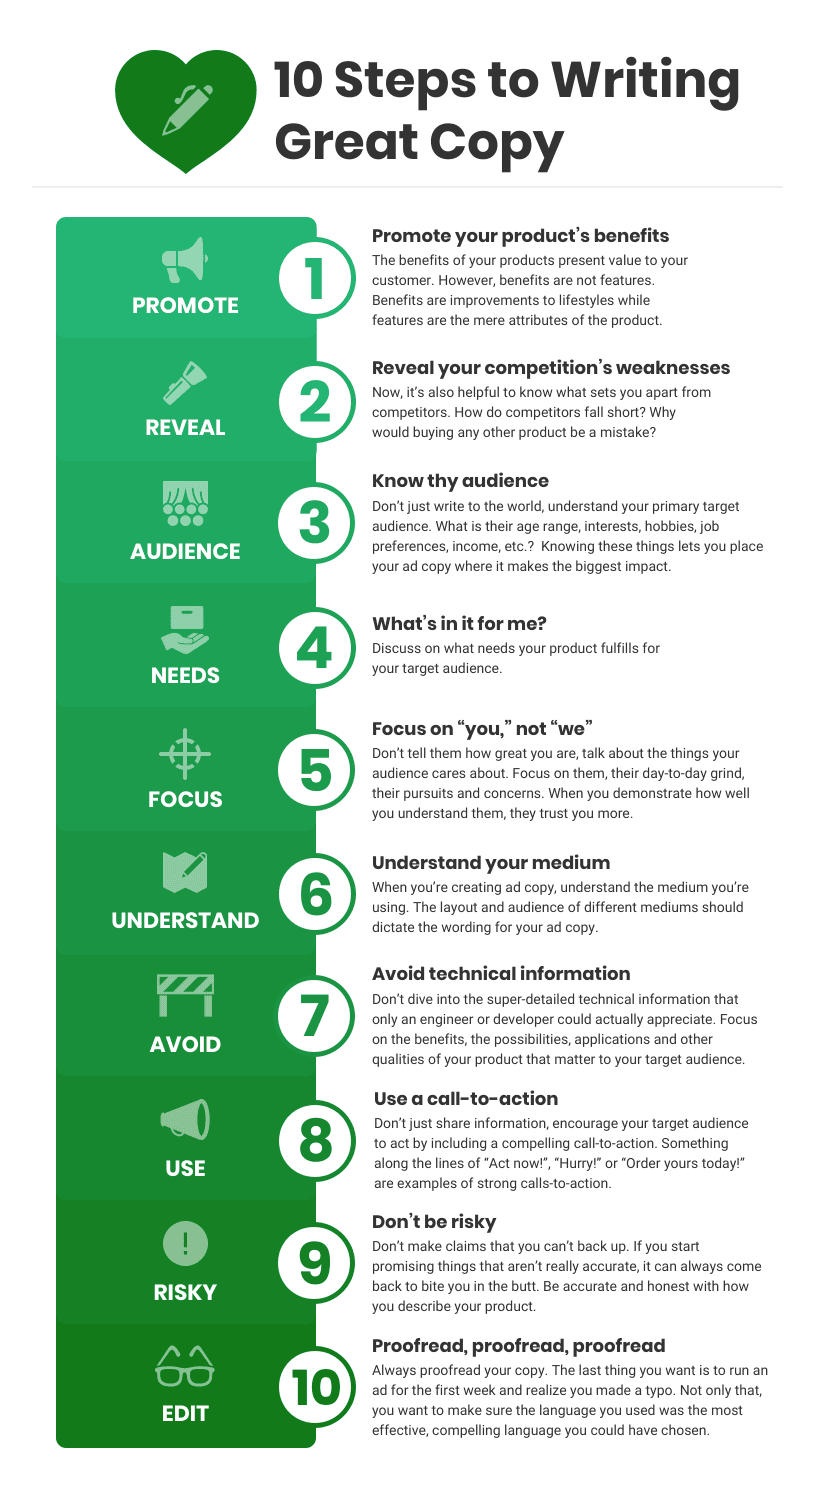 10 Steps to Writing
Great Copy
PROMOTE
1
Promote your product's benefits
The benefits of your products present value to your
customer. However, benefits are not features.
Benefits are improvements to lifestyles while
features are the mere attributes of the product.
REVEAL
2
Reveal your competition's weaknesses
Now, it's also helpful to know what sets you apart from
competitors. How do competitors fall short? Why
would buying any other product be a mistake?
AUDIENCE
3
Know thy audience
Don't just write to the world, understand your primary target
audience. What is their age range, interests, hobbies, job
preferences, income, etc.?  Knowing these things lets you place
your ad copy where it makes the biggest impact.
NEEDS
4
What's in it for me?
Discuss on what needs your product fulfills for
your target audience.
FOCUS
5
Focus on “you,” not “we”
Don't tell them how great you are, talk about the things your
audience cares about. Focus on them, their day-to-day grind,
their pursuits and concerns. When you demonstrate how well
you understand them, they trust you more.
UNDERSTAND
6
Understand your medium
When you're creating ad copy, understand the medium you're
using. The layout and audience of different mediums should
dictate the wording for your ad copy.
AVOID
7
Avoid technical information
Don't dive into the super-detailed technical information that
only an engineer or developer could actually appreciate. Focus
on the benefits, the possibilities, applications and other
qualities of your product that matter to your target audience.
USE
8
Use a call-to-action
Don't just share information, encourage your target audience
to act by including a compelling call-to-action. Something
along the lines of “Act now!”, “Hurry!” or “Order yours today!”
are examples of strong calls-to-action.
RISKY
9
Don't be risky
Don't make claims that you can't back up. If you start
promising things that aren't really accurate, it can always come
back to bite you in the butt. Be accurate and honest with how
you describe your product.
EDIT
10
Proofread, proofread, proofread
Always proofread your copy. The last thing you want is to run an
ad for the first week and realize you made a typo. Not only that,
you want to make sure the language you used was the most
effective, compelling language you could have chosen.